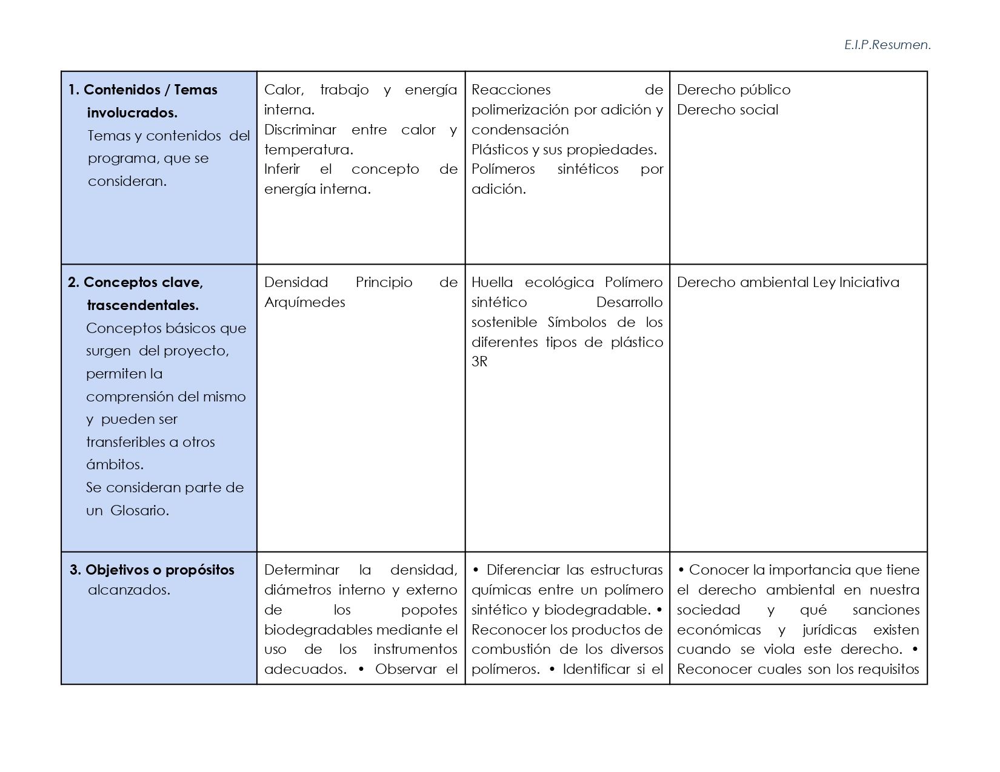 E.I.P.Resumen.
1. Contenidos / Temas
involucrados.
Temas y contenidos del
programa, que se
consideran.
Calor, trabajo y energía
interna.
Discriminar entre calor y
temperatura.
Inferir el concepto de
energía interna.
Reacciones de
polimerización por adición y
condensación
Plásticos y sus propiedades.
Polímeros sintéticos por
adición.
Derecho público
Derecho social
2. Conceptos clave,
trascendentales.
Conceptos básicos que
surgen del proyecto,
permiten la
comprensión del mismo
y pueden ser
transferibles a otros
ámbitos.
Se consideran parte de
un Glosario.
Densidad Principio de
Arquímedes
Huella ecológica Polímero
sintético Desarrollo
sostenible Símbolos de los
diferentes tipos de plástico
3R
Derecho ambiental Ley Iniciativa
3. Objetivos o propósitos
alcanzados.
Determinar la densidad,
diámetros interno y externo
de los popotes
biodegradables mediante el
uso de los instrumentos
adecuados. • Observar el
• Diferenciar las estructuras
químicas entre un polímero
sintético y biodegradable. •
Reconocer los productos de
combustión de los diversos
polímeros. • Identificar si el
• Conocer la importancia que tiene
el derecho ambiental en nuestra
sociedad y qué sanciones
económicas y jurídicas existen
cuando se viola este derecho. •
Reconocer cuales son los requisitos